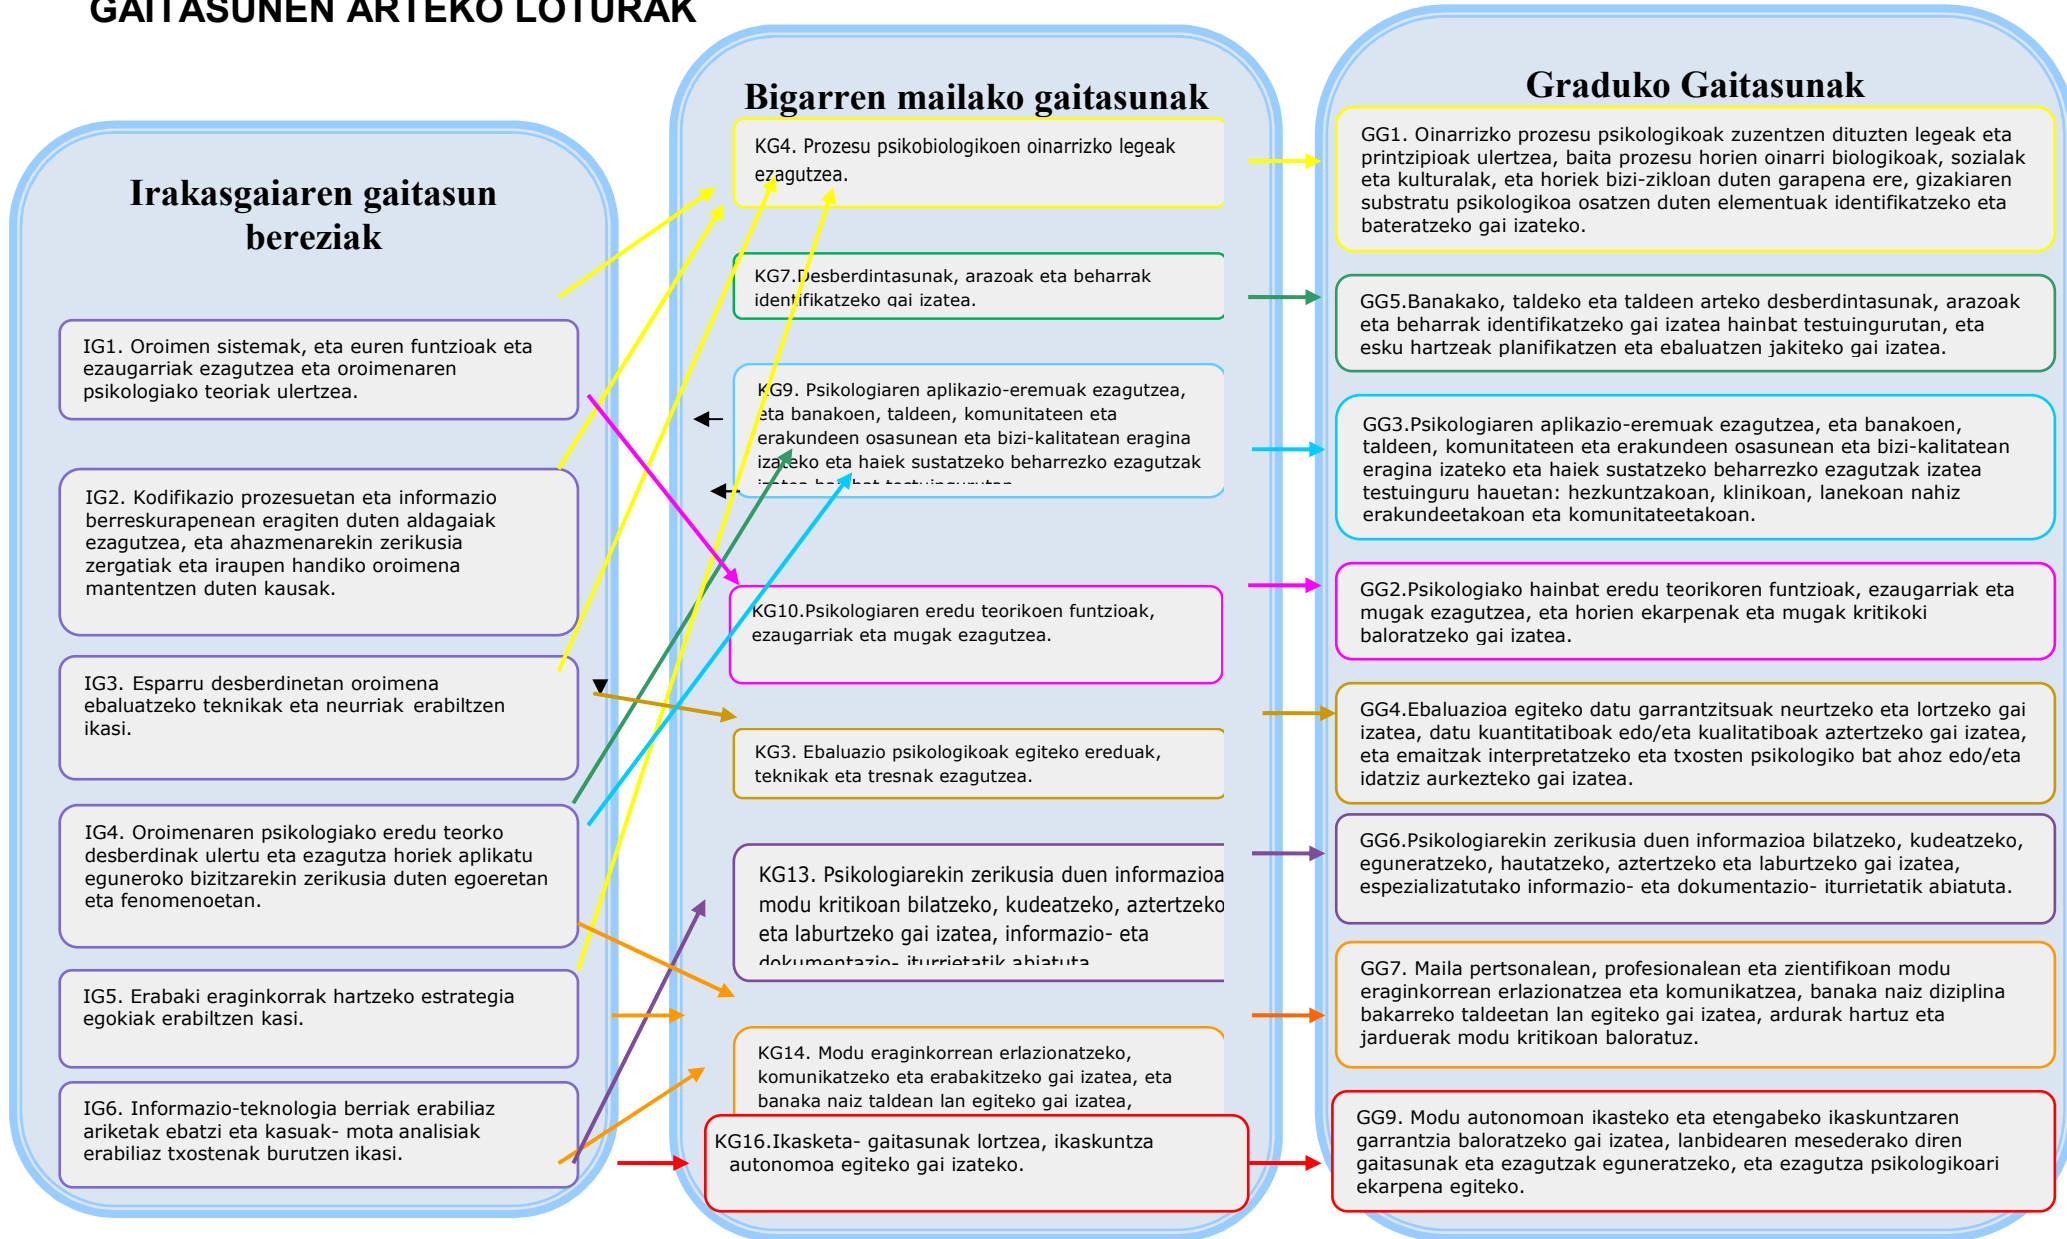 GAITASUNEN ARTEKO LOTURAK
Irakasgaiaren gaitasun
bereziak
IG1. Oroimen sistemak, eta euren funtzioak eta
ezaugarriak ezagutzea eta oroimenaren
psikologiako teoriak ulertzea.
IG2. Kodifikazio prozesuetan eta informazio
berreskurapenean eragiten duten aldagaiak
ezagutzea, eta ahazmenarekin zerikusia
zergatiak eta iraupen handiko oroimena
mantentzen duten kausak.
IG3. Esparru desberdinetan oroimena
ebaluatzeko teknikak eta neurriak erabiltzen
ikasi.
IG4. Oroimenaren psikologiako eredu teorko
desberdinak ulertu eta ezagutza horiek aplikatu
eguneroko bizitzarekin zerikusia duten egoeretan
eta fenomenoetan.
IG5. Erabaki eraginkorrak hartzeko estrategia
egokiak erabiltzen kasi.
IG6. Informazio-teknologia berriak erabiliaz
ariketak ebatzi eta kasuak- mota analisiak
erabiliaz txostenak burutzen ikasi.
Bigarren mailako gaitasunak
KG4. Prozesu psikobiologikoen oinarrizko legeak
ezagutzea.
KG7.Desberdintasunak, arazoak eta beharrak
identifikatzeko gai izatea.
KG9. Psikologiaren aplikazio-eremuak ezagutzea,
eta banakoen, taldeen, komunitateen eta
erakundeen osasunean eta bizi-kalitatean eragina
izateko eta haiek sustatzeko beharrezko ezagutzak
izatea hainbat testuingurutan.
KG10.Psikologiaren eredu teorikoen funtzioak,
ezaugarriak eta mugak ezagutzea.
KG3. Ebaluazio psikologikoak egiteko ereduak,
teknikak eta tresnak ezagutzea.
KG13. Psikologiarekin zerikusia duen informazioa
modu kritikoan bilatzeko, kudeatzeko, aztertzeko
eta laburtzeko gai izatea, informazio- eta
dokumentazio- iturrietatik abiatuta.
KG14. Modu eraginkorrean erlazionatzeko,
komunikatzeko eta erabakitzeko gai izatea, eta
banaka naiz taldean lan egiteko gai izatea,
KG16.Ikasketa- gaitasunak lortzea, ikaskuntza
autonomoa egiteko gai izateko.
Graduko Gaitasunak
GG1. Oinarrizko prozesu psikologikoak zuzentzen dituzten legeak eta
printzipioak ulertzea, baita prozesu horien oinarri biologikoak, sozialak
eta kulturalak, eta horiek bizi-zikloan duten garapena ere, gizakiaren
substratu psikologikoa osatzen duten elementuak identifikatzeko eta
bateratzeko gai izateko.
GG5.Banakako, taldeko eta taldeen arteko desberdintasunak, arazoak
eta beharrak identifikatzeko gai izatea hainbat testuingurutan, eta
esku hartzeak planifikatzen eta ebaluatzen jakiteko gai izatea.
GG3.Psikologiaren aplikazio-eremuak ezagutzea, eta banakoen,
taldeen, komunitateen eta erakundeen osasunean eta bizi-kalitatean
eragina izateko eta haiek sustatzeko beharrezko ezagutzak izatea
testuinguru hauetan: hezkuntzakoan, klinikoan, lanekoan nahiz
erakundeetakoan eta komunitateetakoan.
GG2.Psikologiako hainbat eredu teorikoren funtzioak, ezaugarriak eta
mugak ezagutzea, eta horien ekarpenak eta mugak kritikoki
baloratzeko gai izatea.
GG4.Ebaluazioa egiteko datu garrantzitsuak neurtzeko eta lortzeko gai
izatea, datu kuantitatiboak edo/eta kualitatiboak aztertzeko gai izatea,
eta emaitzak interpretatzeko eta txosten psikologiko bat ahoz edo/eta
idatziz aurkezteko gai izatea.
GG6.Psikologiarekin zerikusia duen informazioa bilatzeko, kudeatzeko,
eguneratzeko, hautatzeko, aztertzeko eta laburtzeko gai izatea,
espezializatutako informazio- eta dokumentazio- iturrietatik abiatuta.
GG7. Maila pertsonalean, profesionalean eta zientifikoan modu
eraginkorrean erlazionatzea eta komunikatzea, banaka naiz diziplina
bakarreko taldeetan lan egiteko gai izatea, ardurak hartuz eta
jarduerak modu kritikoan baloratuz.
GG9. Modu autonomoan ikasteko eta etengabeko ikaskuntzaren
garrantzia baloratzeko gai izatea, lanbidearen mesederako diren
gaitasunak eta ezagutzak eguneratzeko, eta ezagutza psikologikoari
ekarpena egiteko.